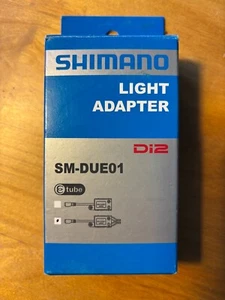 SHIMANO
LIGHT
ADAPTER
Di2
SM-DUE01
E tube